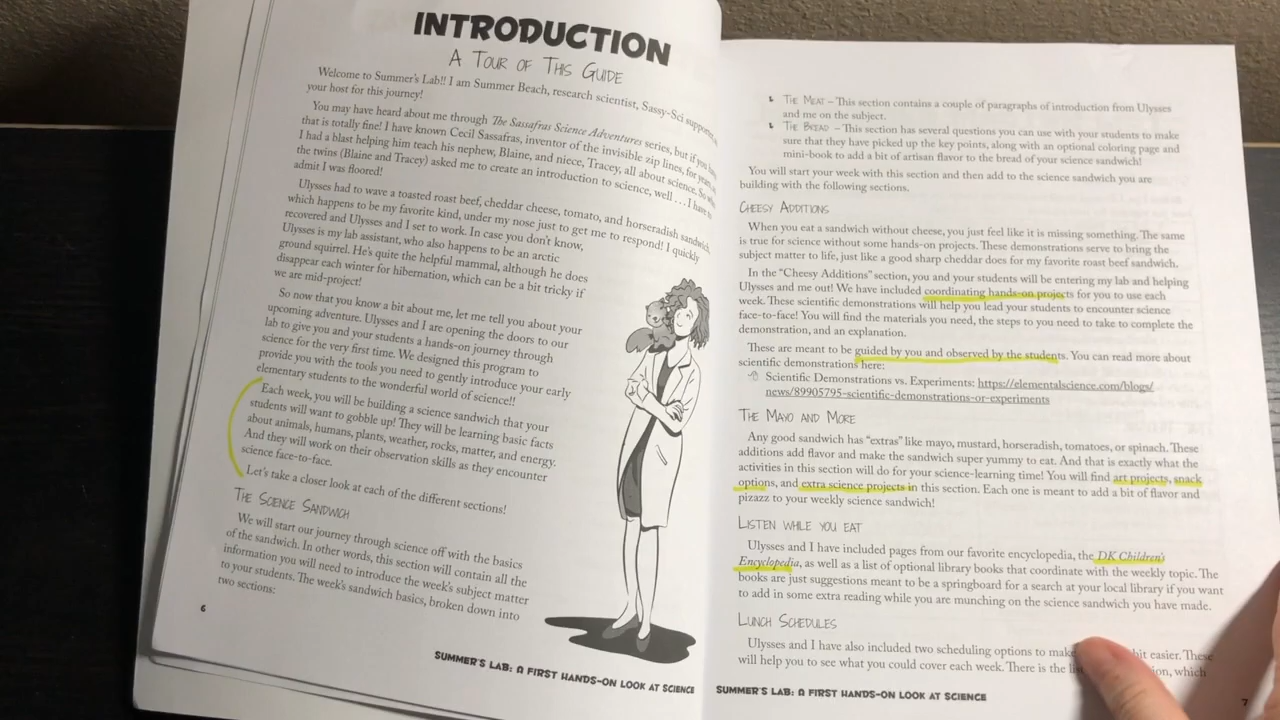 INTRODUCTION
A TOUR OF THIS GUIDE
Welcome to Summer's Lab!! I am Summer Beach, research scientist, Sassy-Sci supporter,
your host for this journey!
You may have heard about me through The Sassafras Science Adventures series, but if you
that is totally fine! I have known Cecil Sassafras, inventor of the invisible zip lines, for years
I had a blast helping him teach his nephew, Blaine, and niece, Tracey, all about science. So
the twins (Blaine and Tracey) asked me to create an introduction to science, well . . . I have to
admit I was floored!
Ulysses had to wave a toasted roast beef, cheddar cheese, tomato, and horseradish sandwich,
which happens to be my favorite kind, under my nose just to get me to respond! I quickly
recovered and Ulysses and I set to work. In case you don't know,
Ulysses is my lab assistant, who also happens to be an arctic
ground squirrel. He's quite the helpful mammal, although he does
disappear each winter for hibernation, which can be a bit tricky if
we are mid-project!
So now that you know a bit about me, let me tell you about your
upcoming adventure. Ulysses and I are opening the doors to our
lab to give you and your students a hands-on journey through
science for the very first time. We designed this program to
provide you with the tools you need to gently introduce your early
elementary students to the wonderful world of science!!
Each week, you will be building a science sandwich that your
students will want to gobble up! They will be learning basic facts
about animals, humans, plants, weather, rocks, matter, and energy.
And they will work on their observation skills as they encounter
science face-to-face.
Let's take a closer look at each of the different sections!
THE SCIENCE SANDWICH
We will start our journey through science off with the basics
of the sandwich. In other words, this section will contain all the
information you will need to introduce the week's subject matter
to your students. The week's sandwich basics, broken down into
two sections:
6
SUMMER'S LAB: A FIRST HANDS-ON LOOK AT SCIENCE
THE MEAT – This section contains a couple of paragraphs of introduction from Ulysses
and me on the subject.
THE BREAD – This section has several questions you can use with your students to make
sure that they have picked up the key points, along with an optional coloring page and
mini-book to add a bit of artisan flavor to the bread of your science sandwich!
You will start your week with this section and then add to the science sandwich you are
building with the following sections.
CHEESY ADDITIONS
When you eat a sandwich without cheese, you just feel like it is missing something. The same
is true for science without some hands-on projects. These demonstrations serve to bring the
subject matter to life, just like a good sharp cheddar does for my favorite roast beef sandwich.
In the "Cheesy Additions" section, you and your students will be entering my lab and helping
Ulysses and me out! We have included coordinating hands-on projects for you to use each
week. These scientific demonstrations will help you lead your students to encounter science
face-to-face! You will find the materials you need, the steps to you need to take to complete the
demonstration, and an explanation.
These are meant to be guided by you and observed by the students. You can read more about
scientific demonstrations here:
Scientific Demonstrations vs. Experiments: https://elementalscience.com/blogs/
news/89905795-scientific-demonstrations-or-experiments
THE MAYO AND MORE
Any good sandwich has "extras" like mayo, mustard, horseradish, tomatoes, or spinach. These
additions add flavor and make the sandwich super yummy to eat. And that is exactly what the
activities in this section will do for your science-learning time! You will find art projects, snack
options, and extra science projects in this section. Each one is meant to add a bit of flavor and
pizazz to your weekly science sandwich!
LISTEN WHILE YOU EAT
Ulysses and I have included pages from our favorite encyclopedia, the DK Children's
Encyclopedia, as well as a list of optional library books that coordinate with the weekly topic. The
books are just suggestions meant to be a springboard for a search at your local library if you want
to add in some extra reading while you are munching on the science sandwich you have made.
LUNCH SCHEDULES
Ulysses and I have also included two scheduling options to make bit easier. These
will help you to see what you could cover each week. There is the which
SUMMER'S LAB: A FIRST HANDS-ON LOOK AT SCIENCE
7